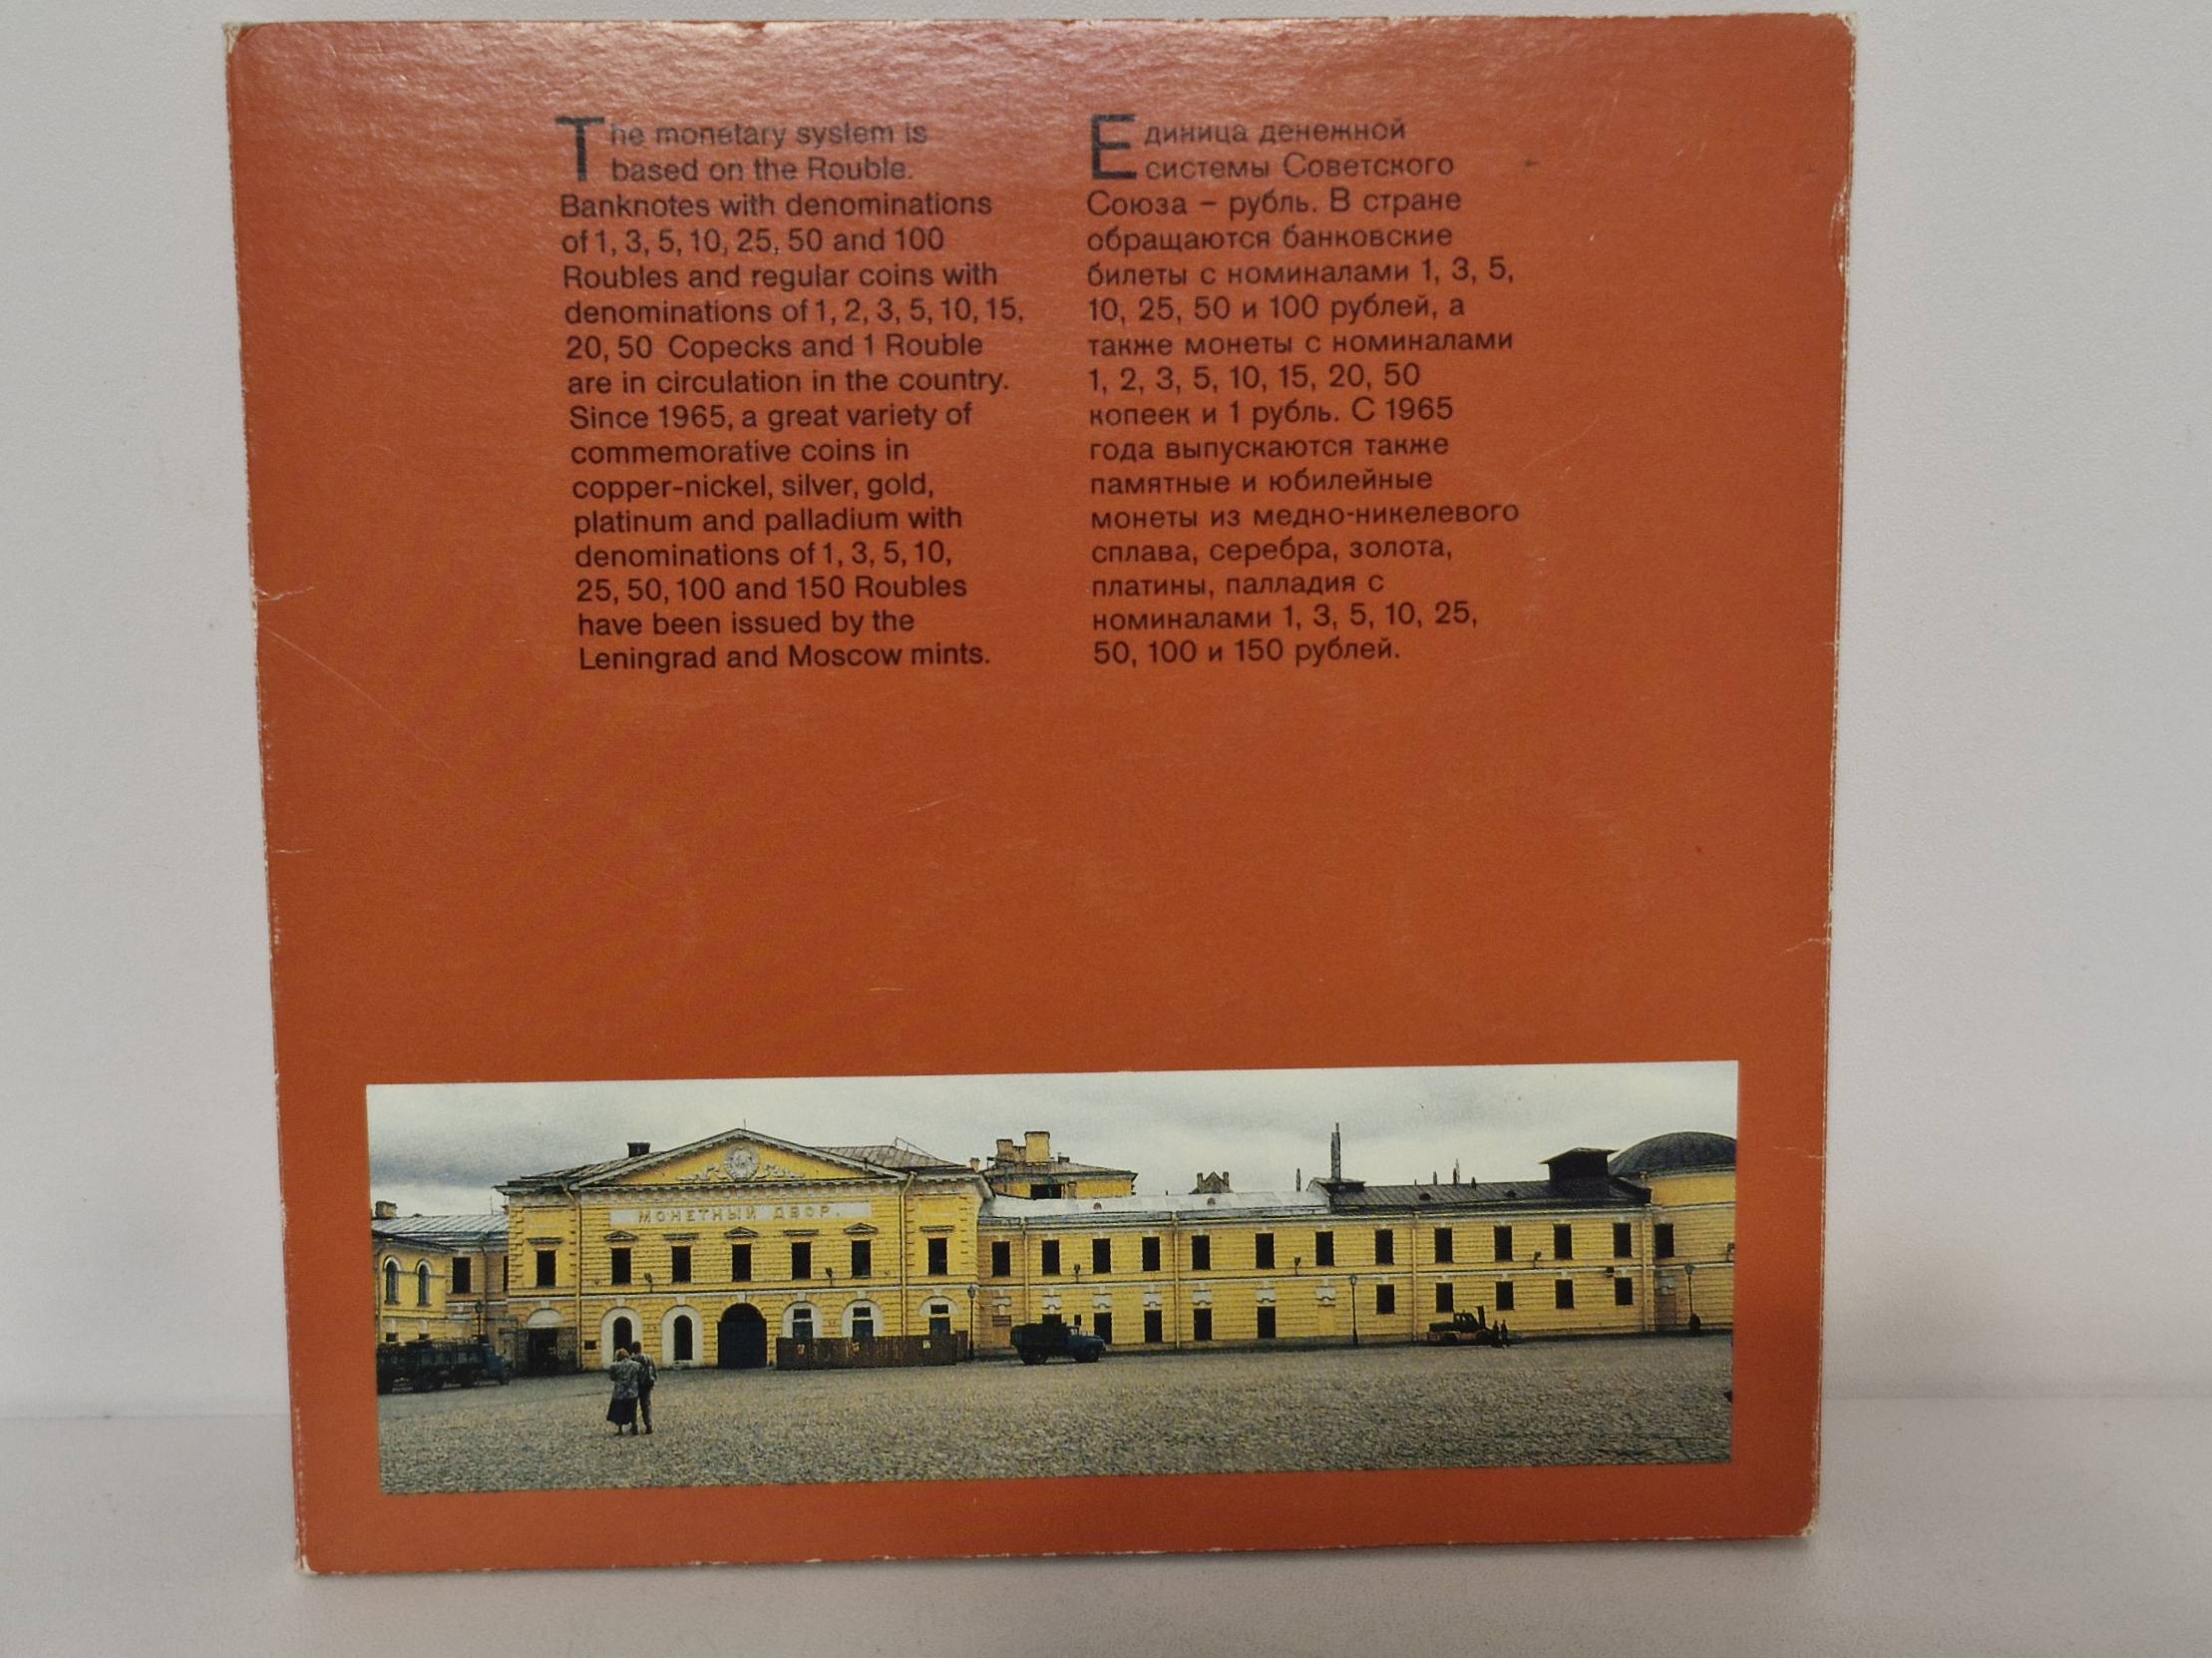 The monetary system is
based on the Rouble.
Banknotes with denominations
of 1, 3, 5, 10, 25, 50 and 100
Roubles and regular coins with
denominations of 1, 2, 3, 5, 10, 15,
20, 50 Copecks and 1 Rouble
are in circulation in the country.
Since 1965, a great variety of
commemorative coins in
copper-nickel, silver, gold,
platinum and palladium with
denominations of 1, 3, 5, 10,
25, 50, 100 and 150 Roubles
have been issued by the
Leningrad and Moscow mints.
Единица денежной
системы Советского
Союза – рубль. В стране
обращаются банковские
билеты с номиналами 1, 3, 5,
10, 25, 50 и 100 рублей, а
также монеты с номиналами
1, 2, 3, 5, 10, 15, 20, 50
копеек и 1 рубль. С 1965
года выпускаются также
памятные и юбилейные
монеты из медно-никелевого
сплава, серебра, золота,
платины, палладия с
номиналами 1, 3, 5, 10, 25,
50, 100 и 150 рублей.
МОНЕТНЫЙ ДВОР.